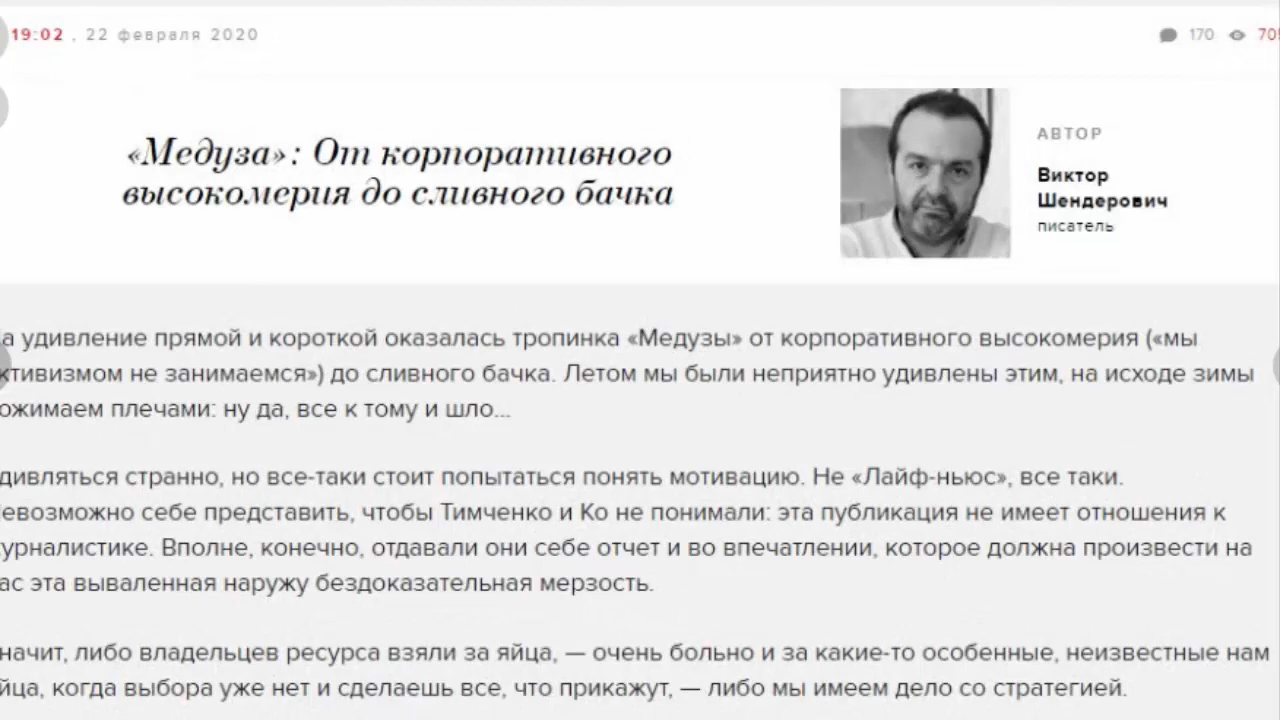 19:02 , 22 февраля 2020
170
«Медуза»: От корпоративного
высокомерия до сливного бачка
АВТОР
Виктор
Шендерович
писатель
а удивление прямой и короткой оказалась тропинка «Медузы» от корпоративного высокомерия («мы
ктивизмом не занимаемся») до сливного бачка. Летом мы были неприятно удивлены этим, на исходе зимы
ожимаем плечами: ну да, все к тому и шло...
дивляться странно, но все-таки стоит попытаться понять мотивацию. Не «Лайф-ньюс», все таки.
евозможно себе представить, чтобы Тимченко и Ко не понимали: эта публикация не имеет отношения к
урналистике. Вполне, конечно, отдавали они себе отчет и во впечатлении, которое должна произвести на
ас эта вываленная наружу бездоказательная мерзость.
начит, либо владельцев ресурса взяли за яйца, — очень больно и за какие-то особенные, неизвестные нам
йца, когда выбора уже нет и сделаешь все, что прикажут, — либо мы имеем дело со стратегией.